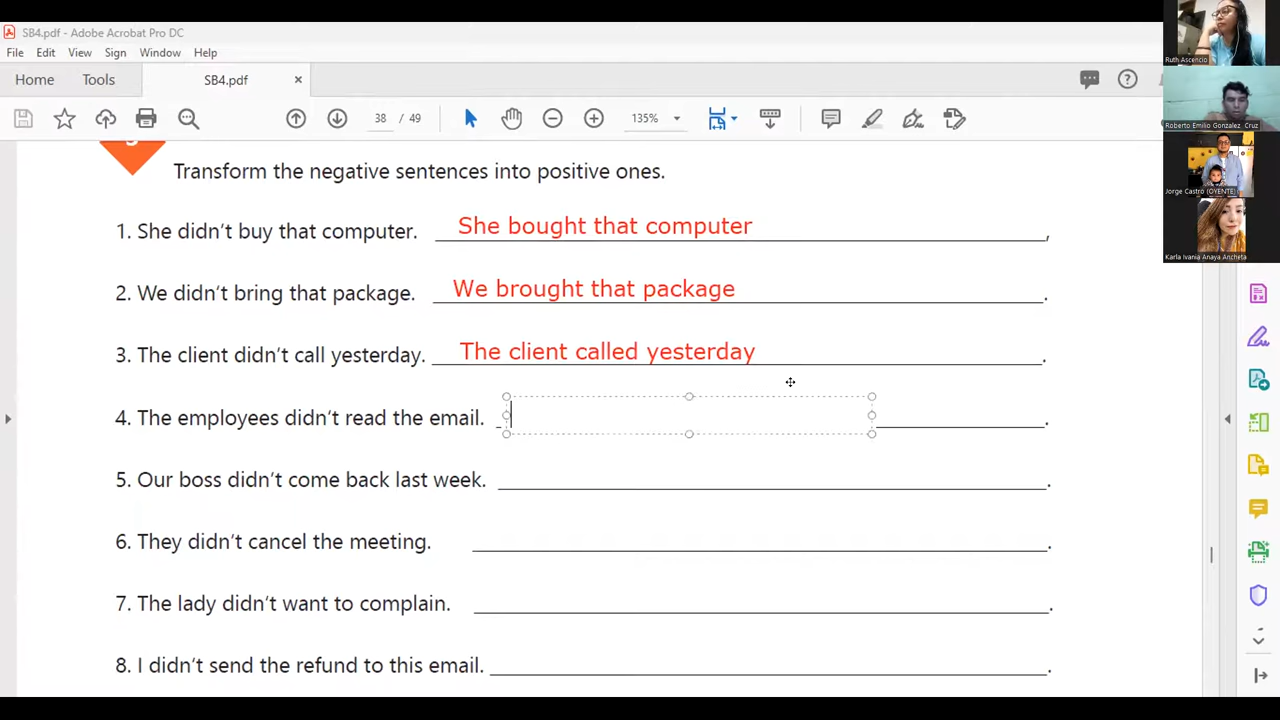 SB4.pdf - Adobe Acrobat Pro DC
File Edit View Sign Window Help
Home Tools SB4.pdf ×
38 / 49 135%
Transform the negative sentences into positive ones.
1. She didn’t buy that computer. She bought that computer ,
2. We didn’t bring that package. We brought that package .
3. The client didn’t call yesterday. The client called yesterday .
4. The employees didn’t read the email. .
5. Our boss didn’t come back last week. .
6. They didn’t cancel the meeting. .
7. The lady didn’t want to complain. .
8. I didn’t send the refund to this email. .
Ruth Ascencio
Roberto Emilio Gonzalez Cruz
Jorge Castro (OYENTE)
Karla Ivania Anaya Ancheta